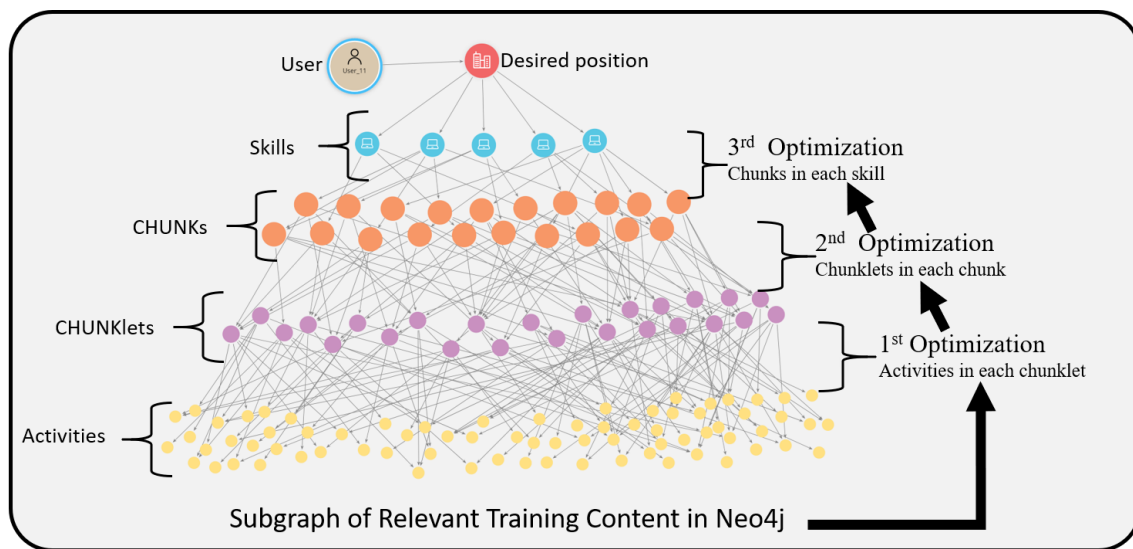 User
User_11
Desired position
Skills
3rd Optimization
Chunks in each skill
CHUNKs
2nd Optimization
Chunklets in each chunk
CHUNKlets
1st Optimization
Activities in each chunklet
Activities
Subgraph of Relevant Training Content in Neo4j